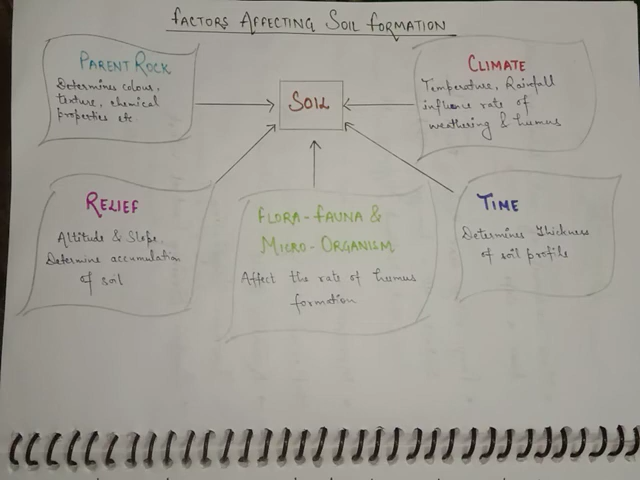 FACTORS AFFECTING SOIL FORMATION
PARENT ROCK
Determines colour,
texture, chemical
properties etc.
SOIL
CLIMATE
Temperature, Rainfall
influence rate of
weathering & humus
RELIEF
Altitude & Slope,
Determine accumulation
of soil
FLORA-FAUNA &
MICRO-ORGANISM
Affect the rate of humus
formation
TIME
Determines Thickness
of soil profile